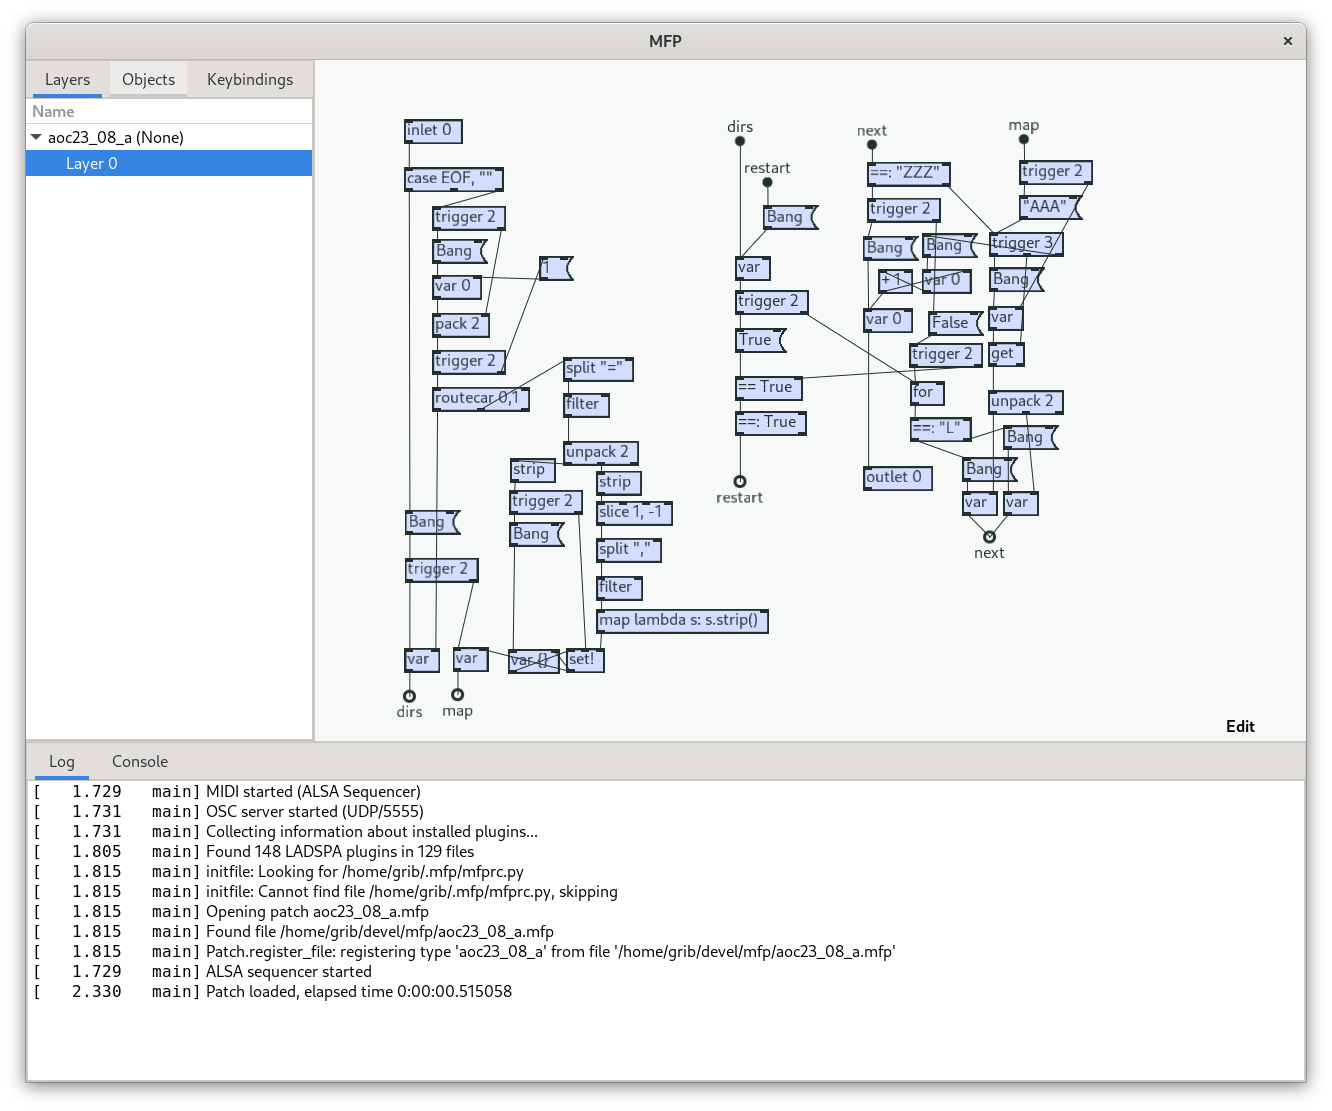 MFP
×
Layers Objects Keybindings
Name
aoc23_08_a (None)
Layer 0
inlet 0
case EOF, ""
trigger 2
Bang
var 0
1
pack 2
trigger 2
routecar 0,1
split "="
filter
unpack 2
strip
strip
trigger 2
slice 1, -1
Bang
split ","
filter
map lambda s: s.strip()
Bang
trigger 2
var
var
var {}
set!
dirs
map
dirs
restart
Bang
var
trigger 2
True
== True
==: True
restart
next
==: "ZZZ"
trigger 2
Bang
Bang
+ 1
var 0
var 0
False
trigger 2
for
==: "L"
outlet 0
map
trigger 2
"AAA"
trigger 3
Bang
var
get
unpack 2
Bang
Bang
var
var
next
Edit
Log Console
[ 1.729 main] MIDI started (ALSA Sequencer)
[ 1.731 main] OSC server started (UDP/5555)
[ 1.731 main] Collecting information about installed plugins...
[ 1.805 main] Found 148 LADSPA plugins in 129 files
[ 1.815 main] initfile: Looking for /home/grib/.mfp/mfprc.py
[ 1.815 main] initfile: Cannot find file /home/grib/.mfp/mfprc.py, skipping
[ 1.815 main] Opening patch aoc23_08_a.mfp
[ 1.815 main] Found file /home/grib/devel/mfp/aoc23_08_a.mfp
[ 1.815 main] Patch.register_file: registering type 'aoc23_08_a' from file '/home/grib/devel/mfp/aoc23_08_a.mfp'
[ 1.729 main] ALSA sequencer started
[ 2.330 main] Patch loaded, elapsed time 0:00:00.515058